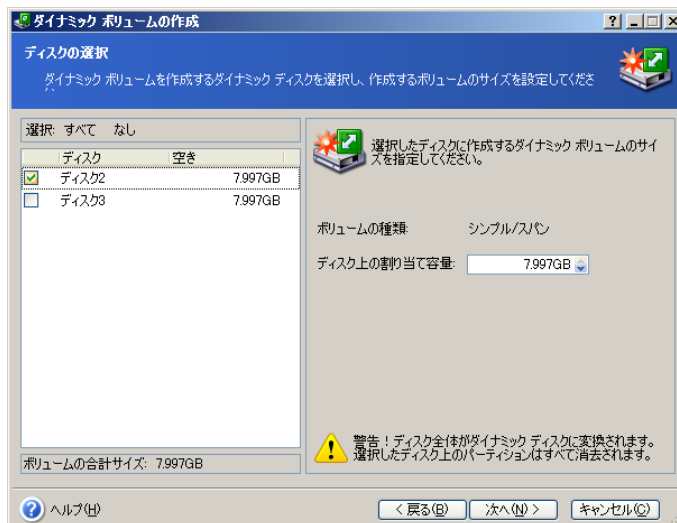 ダイナミック ボリュームの作成
ディスクの選択
ダイナミック ボリュームを作成するダイナミック ディスクを選択し、作成するボリュームのサイズを設定してくださ
選択: すべて なし
ディスク 空き
ディスク2 7.997GB
ディスク3 7.997GB
ボリュームの合計サイズ: 7.997GB
選択したディスクに作成するダイナミック ボリュームのサイ
ズを指定してください。
ボリュームの種類: シンプル/スパン
ディスク上の割り当て容量: 7.997GB
警告！ディスク全体がダイナミック ディスクに変換されます。
選択したディスク上のパーティションはすべて消去されます。
ヘルプ(H)
< 戻る(B) 次へ(N) > キャンセル(C)